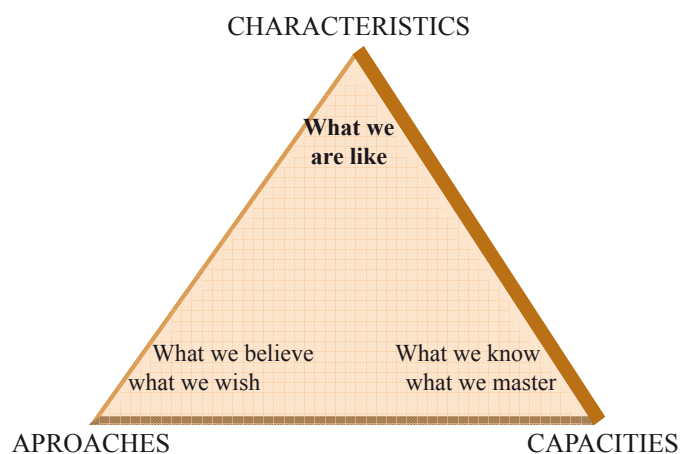 CHARACTERISTICS
What we
are like
What we believe
what we wish
What we know
what we master
APROACHES
CAPACITIES